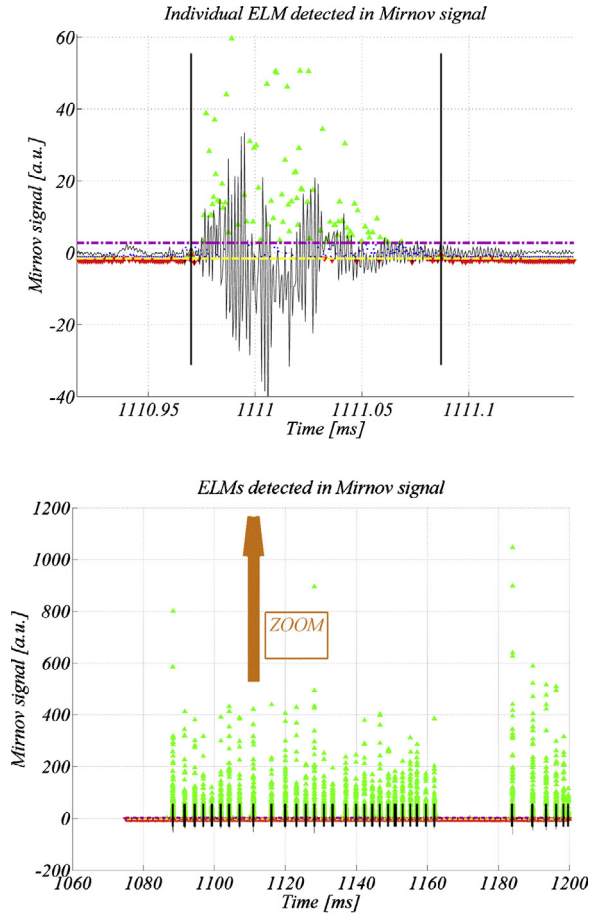 Individual ELM detected in Mirnov signal
60
40
20
0
-20
-40
Mirnov signal [a.u.]
1110.95 1111 1111.05 1111.1
Time [ms]
ELMs detected in Mirnov signal
1200
1000
800
600
400
200
0
-200
Mirnov signal [a.u.]
ZOOM
1060 1080 1100 1120 1140 1160 1180 1200
Time [ms]